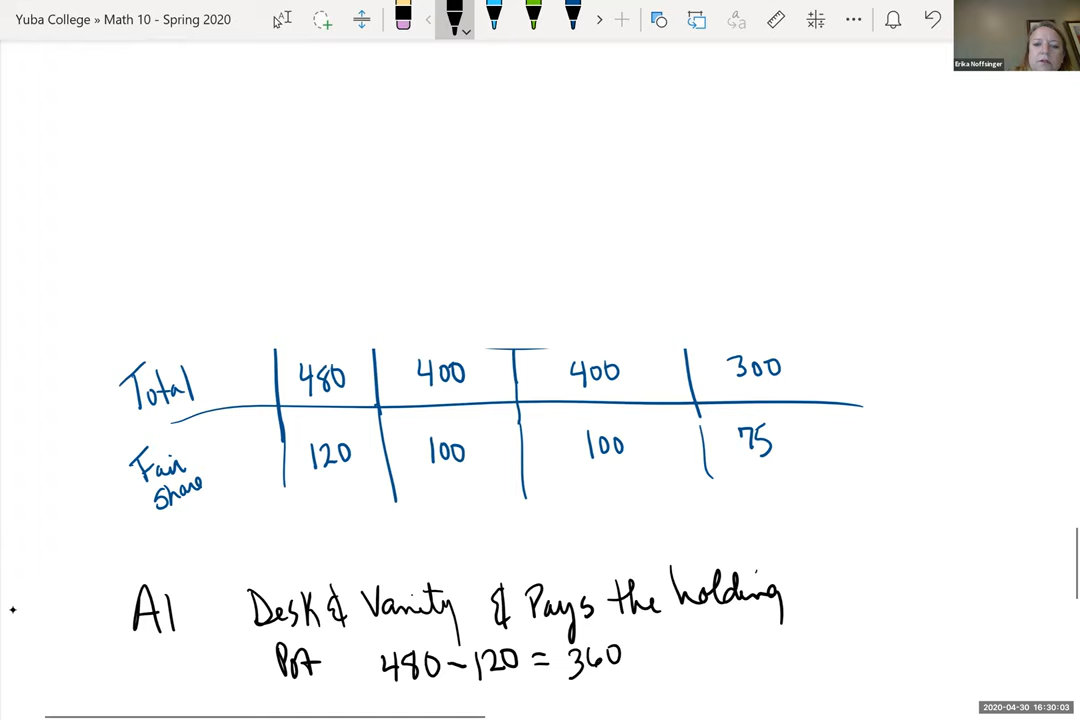 Yuba College » Math 10 - Spring 2020
Erika Noffsinger
Total 480 400 400 300
Fair Share 120 100 100 75
Al Desk & Vanity & Pays the holding
Pot 480 - 120 = 360
2020-04-30 16:30:03